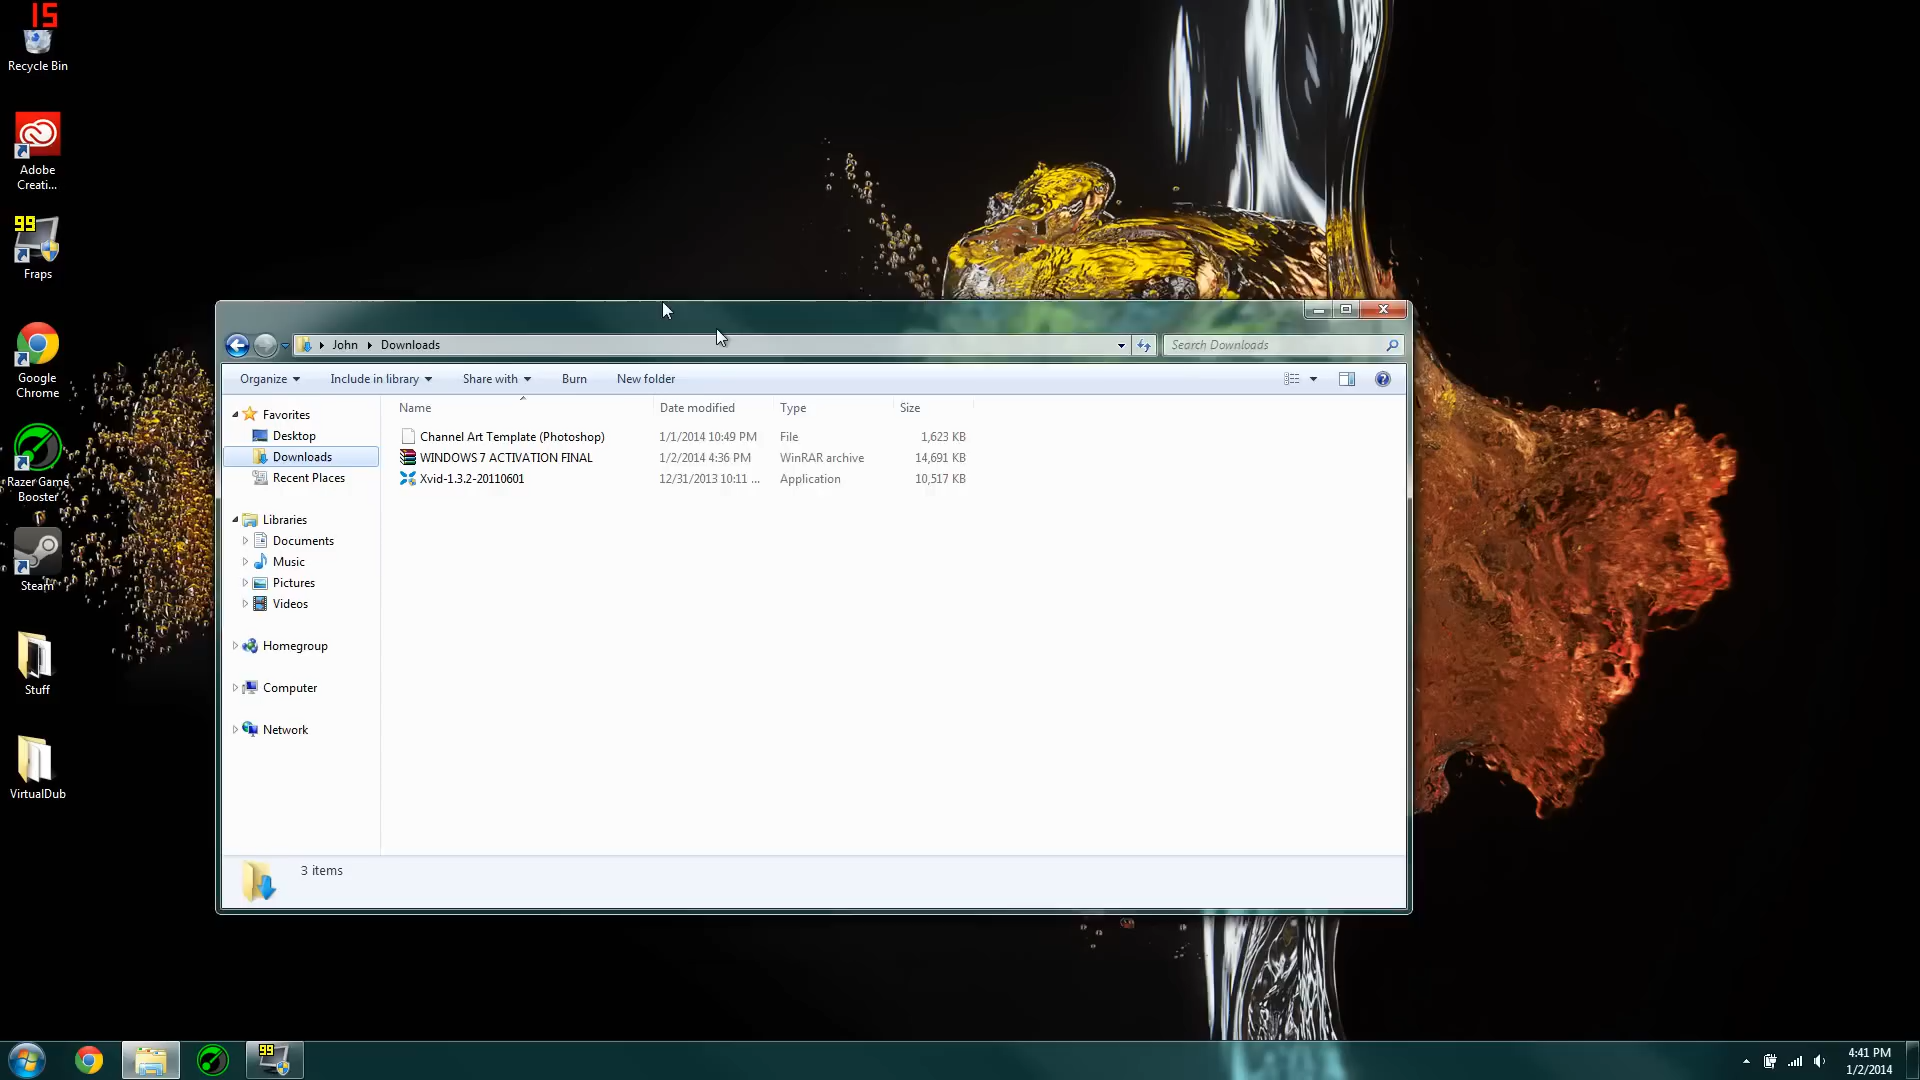 15
Recycle Bin
Adobe
Creati...
99
Fraps
Google
Chrome
Razer Game
Booster
Steam
Stuff
VirtualDub
John
Downloads
Search Downloads
Organize
Include in library
Share with
Burn
New folder
Favorites
Desktop
Downloads
Recent Places
Libraries
Documents
Music
Pictures
Videos
Homegroup
Computer
Network
Name Date modified Type Size
Channel Art Template (Photoshop) 1/1/2014 10:49 PM File 1,623 KB
WINDOWS 7 ACTIVATION FINAL 1/2/2014 4:36 PM WinRAR archive 14,691 KB
Xvid-1.3.2-20110601 12/31/2013 10:11 ... Application 10,517 KB
3 items
99
4:41 PM
1/2/2014